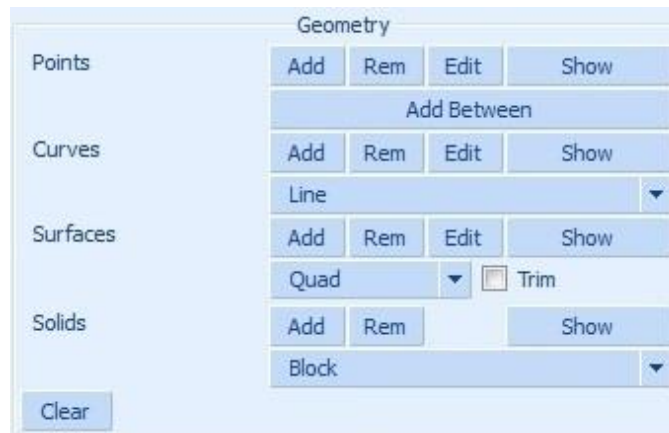 Geometry
Points Add Rem Edit Show
Add Between
Curves Add Rem Edit Show
Line
Surfaces Add Rem Edit Show
Quad Trim
Solids Add Rem Show
Block
Clear